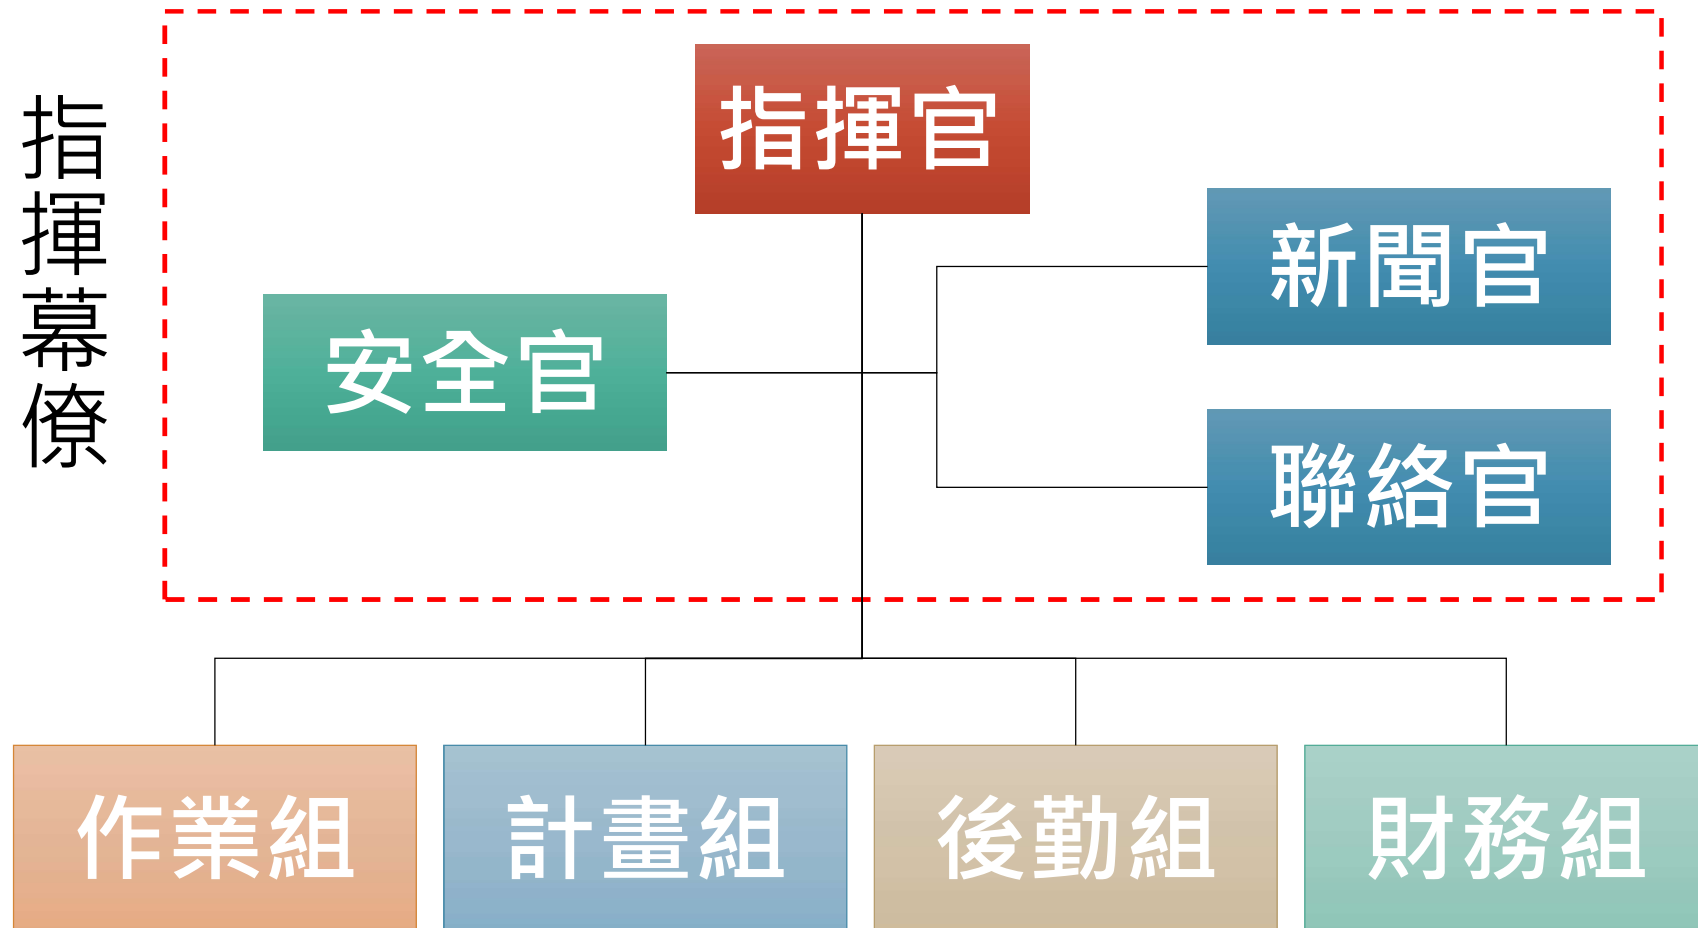 指揮幕僚
指揮官
新聞官
安全官
聯絡官
作業組
計畫組
後勤組
財務組